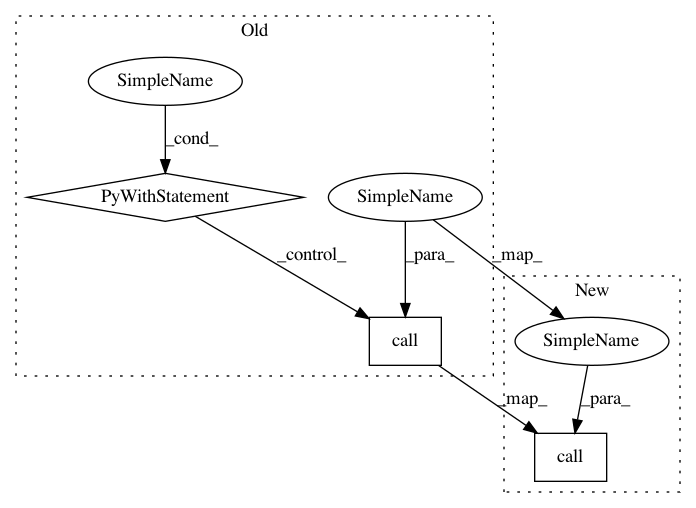 Old
SimpleName
_cond_
PyWithStatement
SimpleName
_control_
_para_
_map_
New
SimpleName
call
_map_
_para_
call